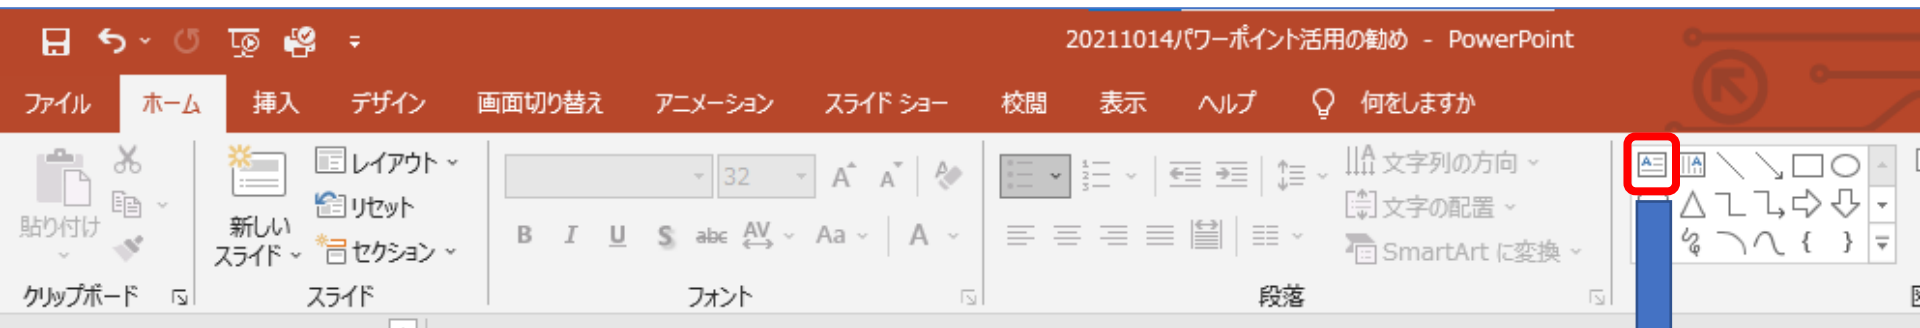 20211014パワーポイント活用の勧め - PowerPoint
ファイル ホーム 挿入 デザイン 画面切り替え アニメーション スライド ショー 校閲 表示 ヘルプ 何をしますか
貼り付け
新しい
スライド
レイアウト
リセット
セクション
32
A A
B I U S abc AV Aa A
文字列の方向
文字の配置
SmartArt に変換
クリップボード スライド フォント 段落